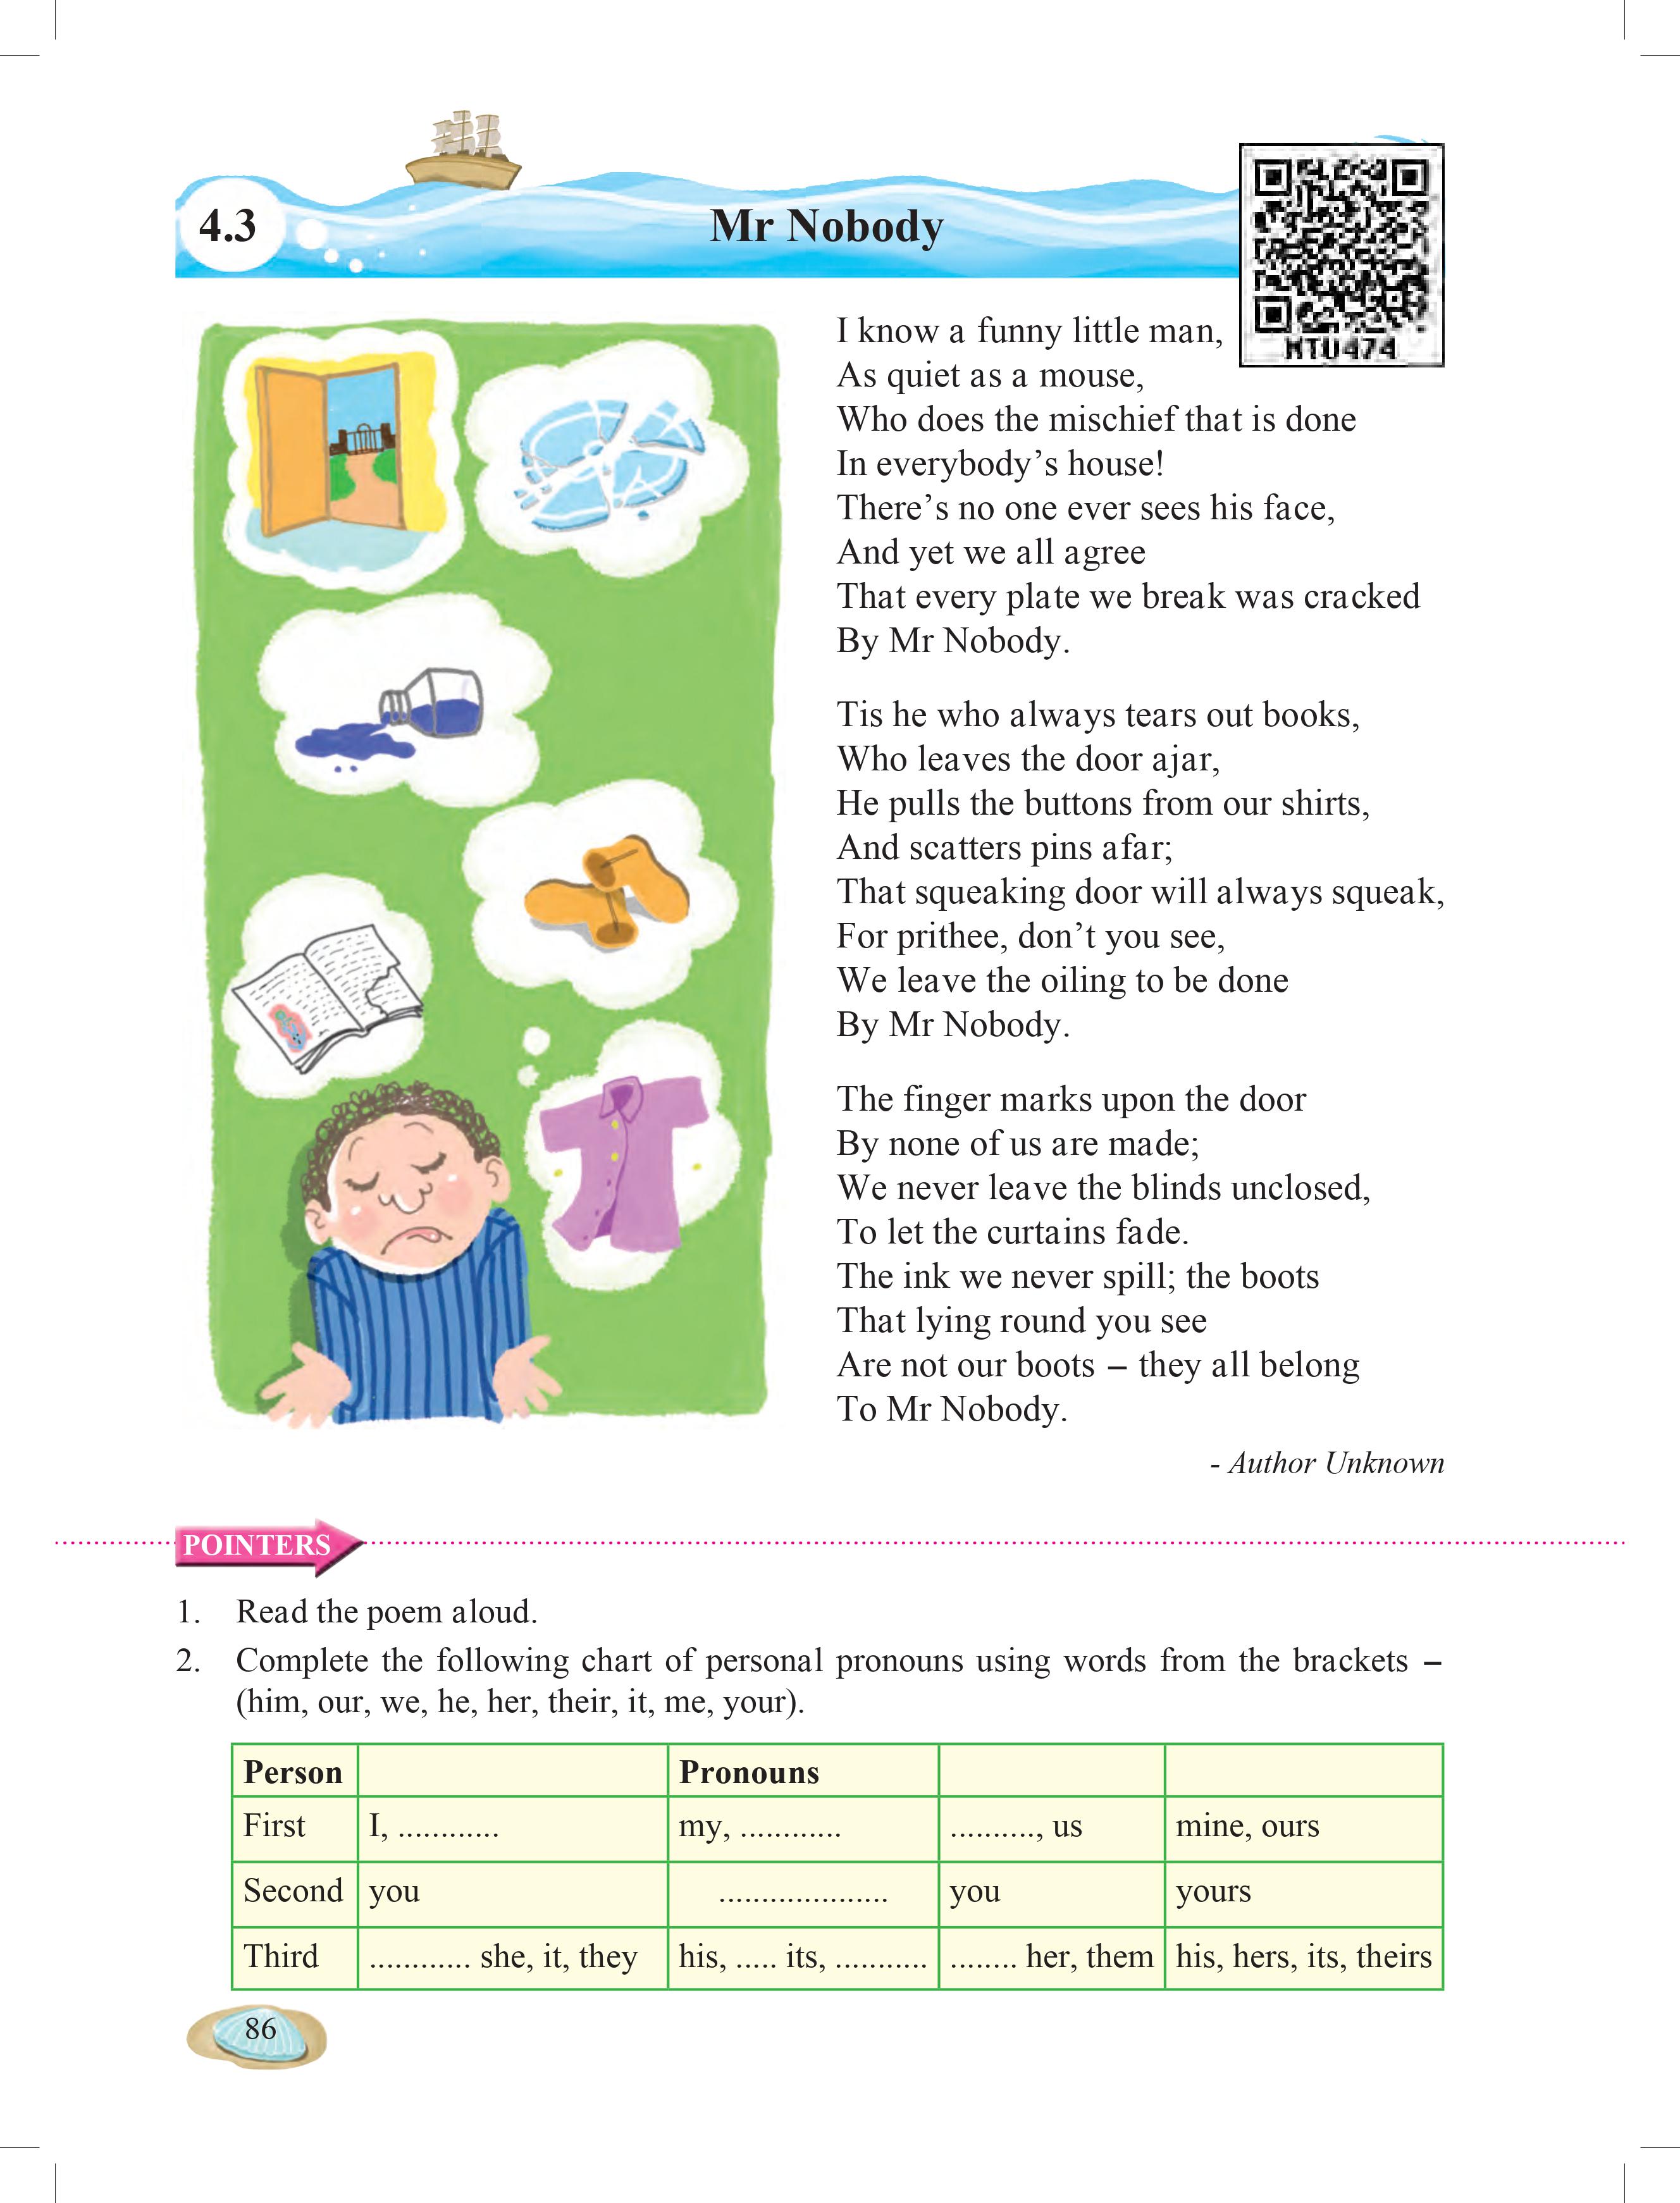 4.3
Mr Nobody
MTU474
I know a funny little man,
As quiet as a mouse,
Who does the mischief that is done
In everybody’s house!
There’s no one ever sees his face,
And yet we all agree
That every plate we break was cracked
By Mr Nobody.
Tis he who always tears out books,
Who leaves the door ajar,
He pulls the buttons from our shirts,
And scatters pins afar;
That squeaking door will always squeak,
For prithee, don’t you see,
We leave the oiling to be done
By Mr Nobody.
The finger marks upon the door
By none of us are made;
We never leave the blinds unclosed,
To let the curtains fade.
The ink we never spill; the boots
That lying round you see
Are not our boots – they all belong
To Mr Nobody.
- Author Unknown
POINTERS
1. Read the poem aloud.
2. Complete the following chart of personal pronouns using words from the brackets –
(him, our, we, he, her, their, it, me, your).
Person Pronouns
First I, ............ my, ............ .........., us mine, ours
Second you .................... you yours
Third ............ she, it, they his, ..... its, ........... ........ her, them his, hers, its, theirs
86